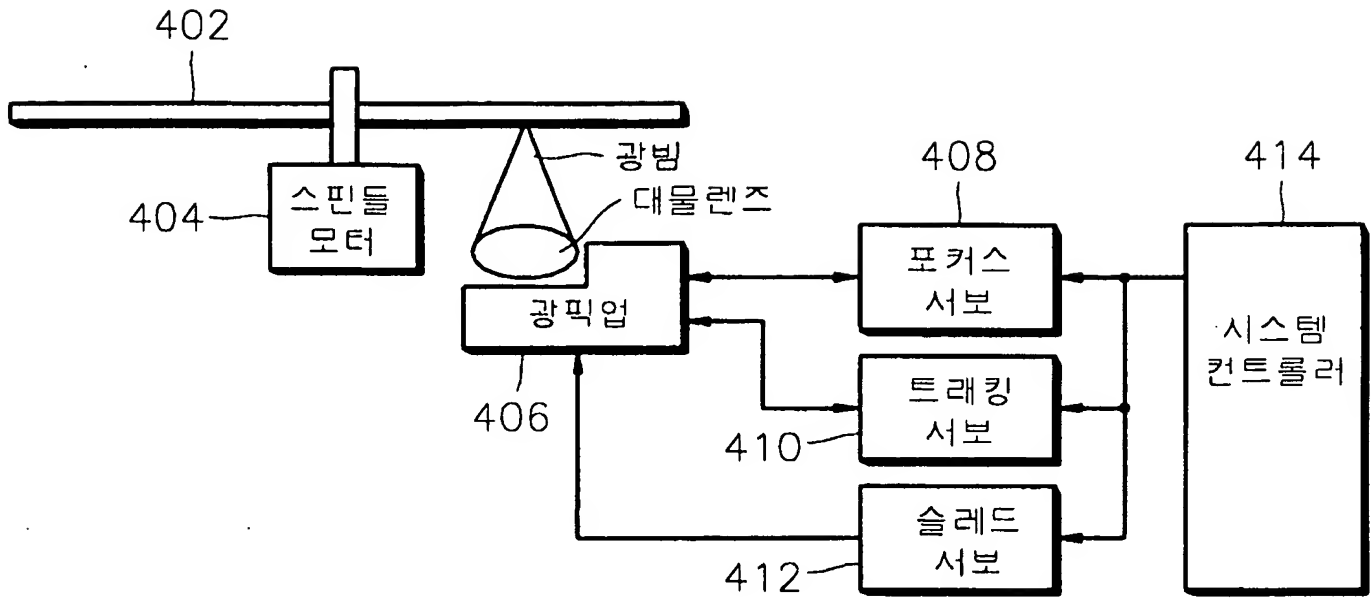 402
광빔
대물렌즈
404
스핀들
모터
408
414
포커스
서보
광픽업
406
시스템
컨트롤러
트래킹
서보
410
슬레드
서보
412